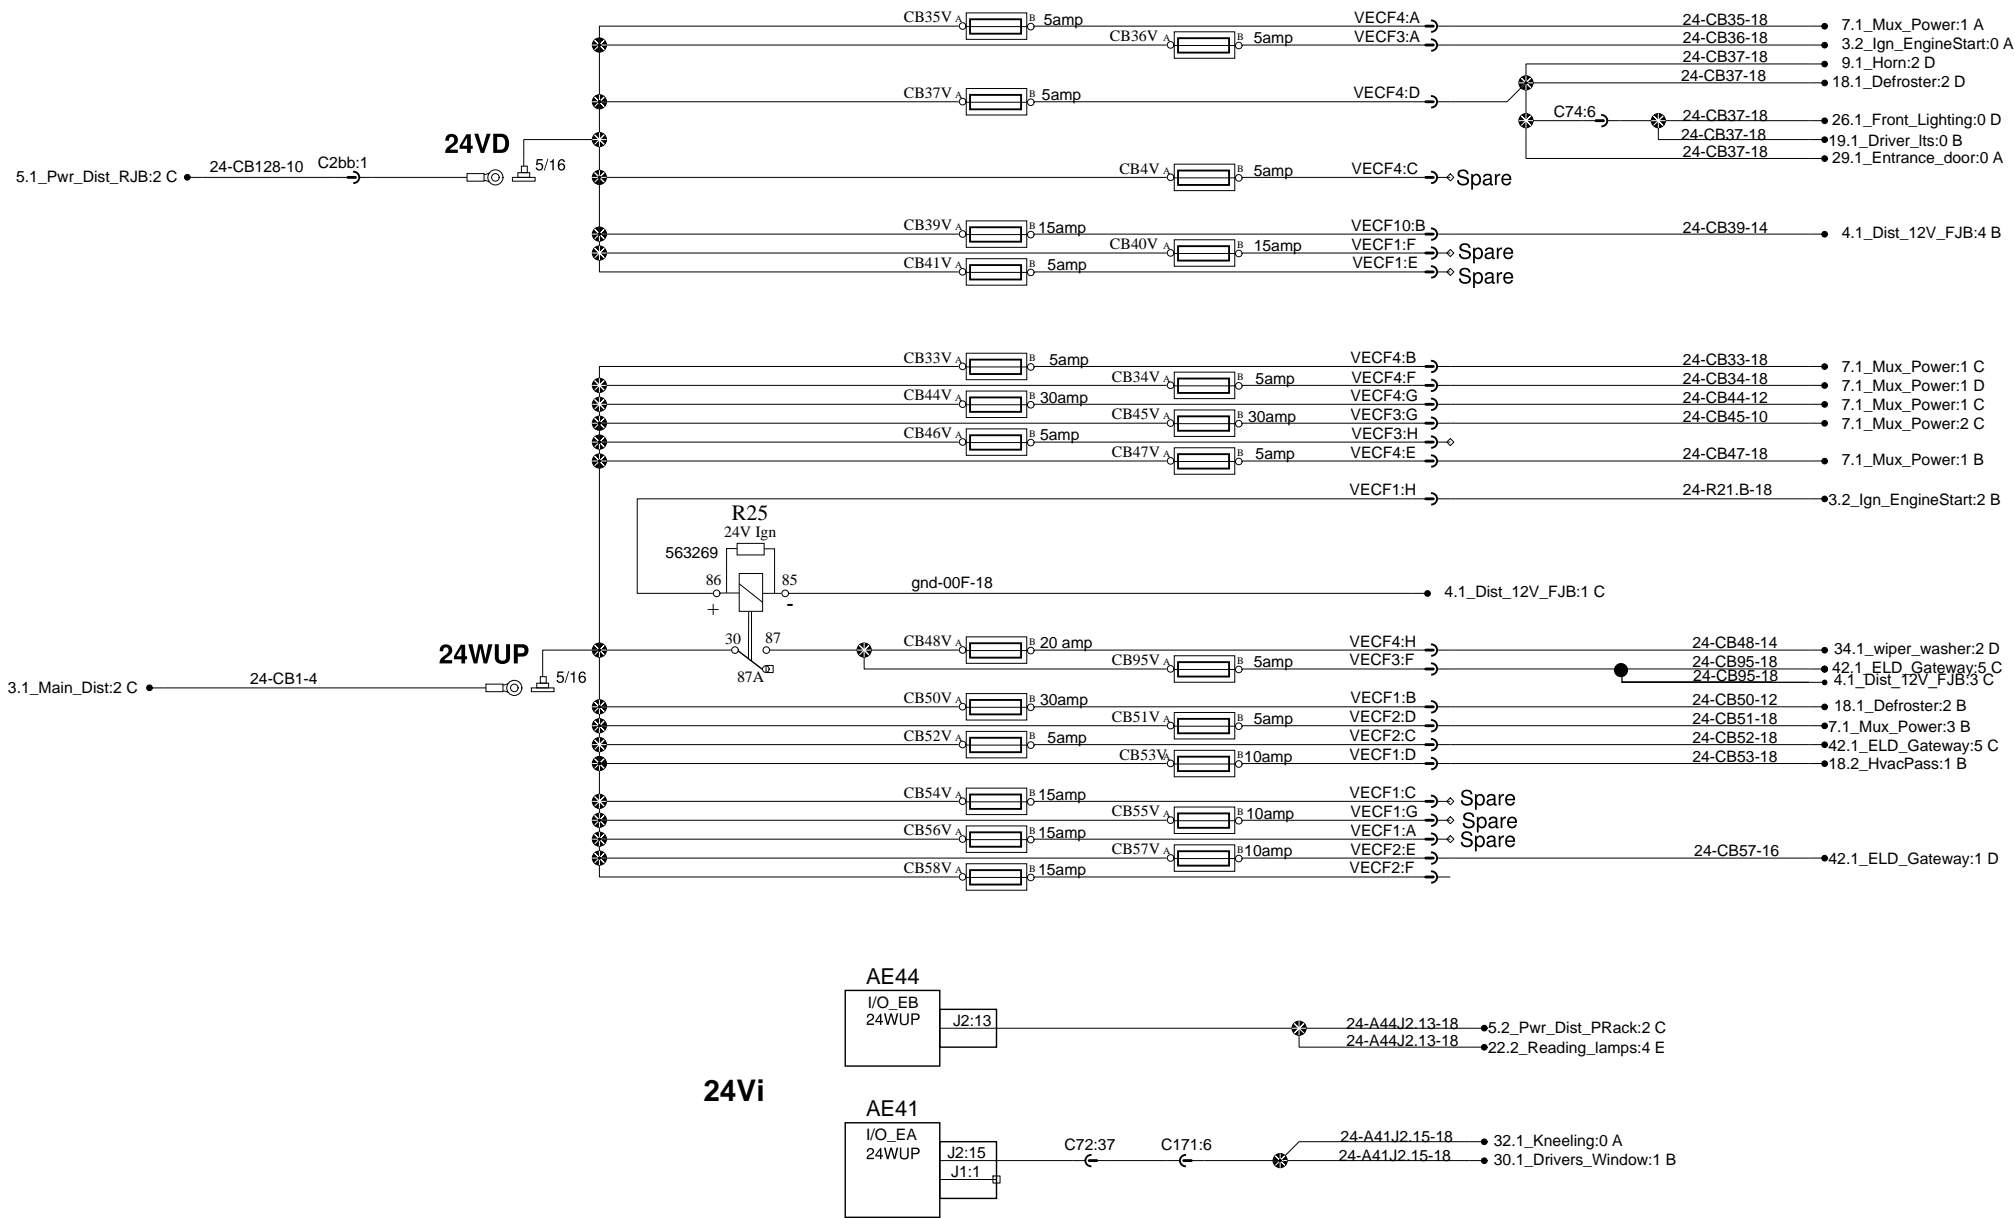 CB35V A B 5amp VECF4:A 24-CB35-18 7.1_Mux_Power:1 A
CB36V A B 5amp VECF3:A 24-CB36-18 3.2_Ign_EngineStart:0 A
24-CB37-18 9.1_Horn:2 D
CB37V A B 5amp VECF4:D 24-CB37-18 18.1_Defroster:2 D
C74:6 24-CB37-18 26.1_Front_Lighting:0 D
24-CB37-18 19.1_Driver_lts:0 B
24-CB37-18 29.1_Entrance_door:0 A
24VD
5.1_Pwr_Dist_RJB:2 C 24-CB128-10 C2bb:1 5/16
CB4V A B 5amp VECF4:C Spare
CB39V A B 15amp VECF10:B 24-CB39-14 4.1_Dist_12V_FJB:4 B
CB40V A B 15amp VECF1:F Spare
CB41V A B 5amp VECF1:E Spare
CB33V A B 5amp VECF4:B 24-CB33-18 7.1_Mux_Power:1 C
CB34V A B 5amp VECF4:F 24-CB34-18 7.1_Mux_Power:1 D
CB44V A B 30amp VECF4:G 24-CB44-12 7.1_Mux_Power:1 C
CB45V A B 30amp VECF3:G 24-CB45-10 7.1_Mux_Power:2 C
CB46V A B 5amp VECF3:H
CB47V A B 5amp VECF4:E 24-CB47-18 7.1_Mux_Power:1 B
VECF1:H 24-R21.B-18 3.2_Ign_EngineStart:2 B
R25
24V Ign
563269
86 85 gnd-00F-18 4.1_Dist_12V_FJB:1 C
+ -
30 87
87A
24WUP
3.1_Main_Dist:2 C 24-CB1-4 5/16
CB48V A B 20 amp VECF4:H 24-CB48-14 34.1_wiper_washer:2 D
CB95V A B 5amp VECF3:F 24-CB95-18 42.1_ELD_Gateway:5 C
24-CB95-18 4.1_Dist_12V_FJB:3 C
CB50V A B 30amp VECF1:B 24-CB50-12 18.1_Defroster:2 B
CB51V A B 5amp VECF2:D 24-CB51-18 7.1_Mux_Power:3 B
CB52V A B 5amp VECF2:C 24-CB52-18 42.1_ELD_Gateway:5 C
CB53V A B 10amp VECF1:D 24-CB53-18 18.2_HvacPass:1 B
CB54V A B 15amp VECF1:C Spare
CB55V A B 10amp VECF1:G Spare
CB56V A B 15amp VECF1:A Spare
CB57V A B 10amp VECF2:E 24-CB57-16 42.1_ELD_Gateway:1 D
CB58V A B 15amp VECF2:F
AE44
I/O_EB
24WUP J2:13 24-A44J2.13-18 5.2_Pwr_Dist_PRack:2 C
24-A44J2.13-18 22.2_Reading_lamps:4 E
24Vi
AE41
I/O_EA
24WUP
24-A41J2.15-18 32.1_Kneeling:0 A
J2:15 C72:37 C171:6 24-A41J2.15-18 30.1_Drivers_Window:1 B
J1:1